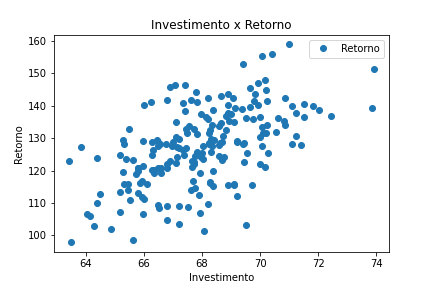 Investimento x Retorno
Retorno
160
150
140
130
120
110
100
Retorno
64 66 68 70 72 74
Investimento